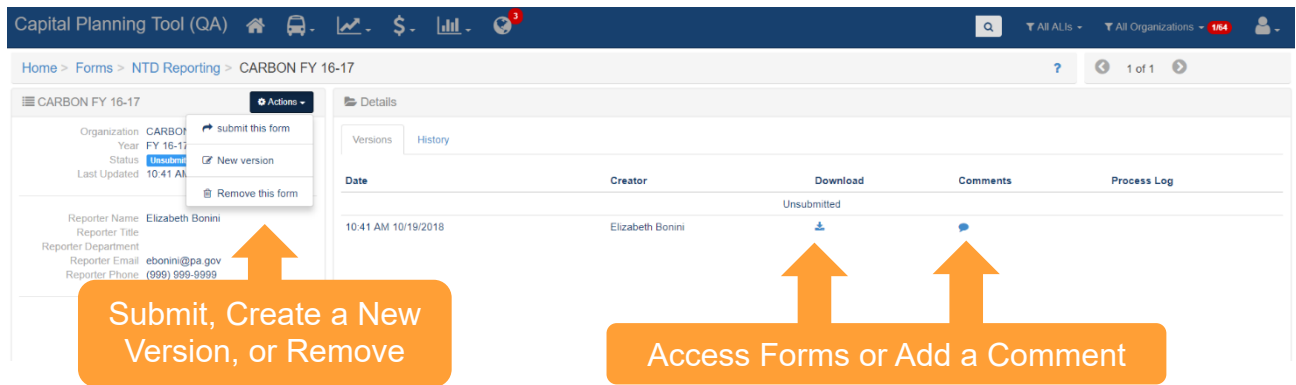 Capital Planning Tool (QA)
3
All ALIs
All Organizations
1/64
Home > Forms > NTD Reporting > CARBON FY 16-17
?
1 of 1
CARBON FY 16-17
Actions
Organization CARBON
Year FY 16-17
Status Unsubmit
Last Updated 10:41 AM
submit this form
New version
Remove this form
Reporter Name Elizabeth Bonini
Reporter Title
Reporter Department
Reporter Email ebonini@pa.gov
Reporter Phone (999) 999-9999
Details
Versions History
Date Creator Download Comments Process Log
Unsubmitted
10:41 AM 10/19/2018 Elizabeth Bonini
Submit, Create a New
Version, or Remove
Access Forms or Add a Comment